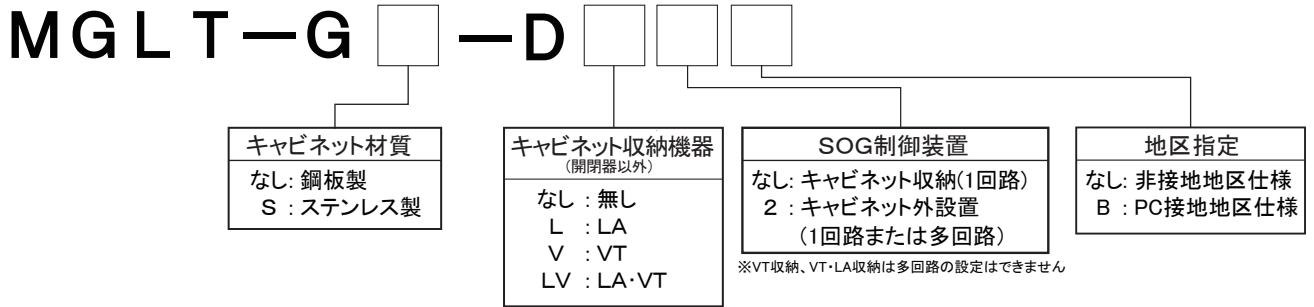 MGLT－G□－D□□□
キャビネット材質
なし: 鋼板製
S : ステンレス製
キャビネット収納機器
(開閉器以外)
なし : 無し
L : LA
V : VT
LV : LA･VT
SOG制御装置
なし: キャビネット収納(1回路)
2 : キャビネット外設置
(1回路または多回路)
※VT収納、VT･LA収納は多回路の設定はできません
地区指定
なし: 非接地地区仕様
B : PC接地地区仕様